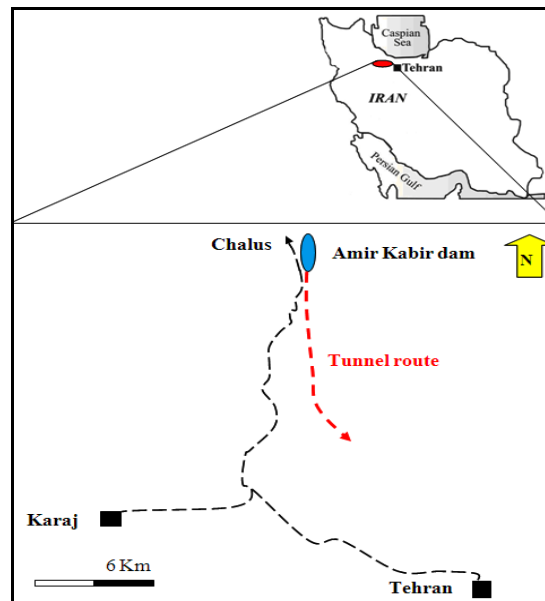 Caspian
Sea
Tehran
IRAN
Persian Gulf
Chalus
Amir Kabir dam
N
Tunnel route
Karaj
6 Km
Tehran